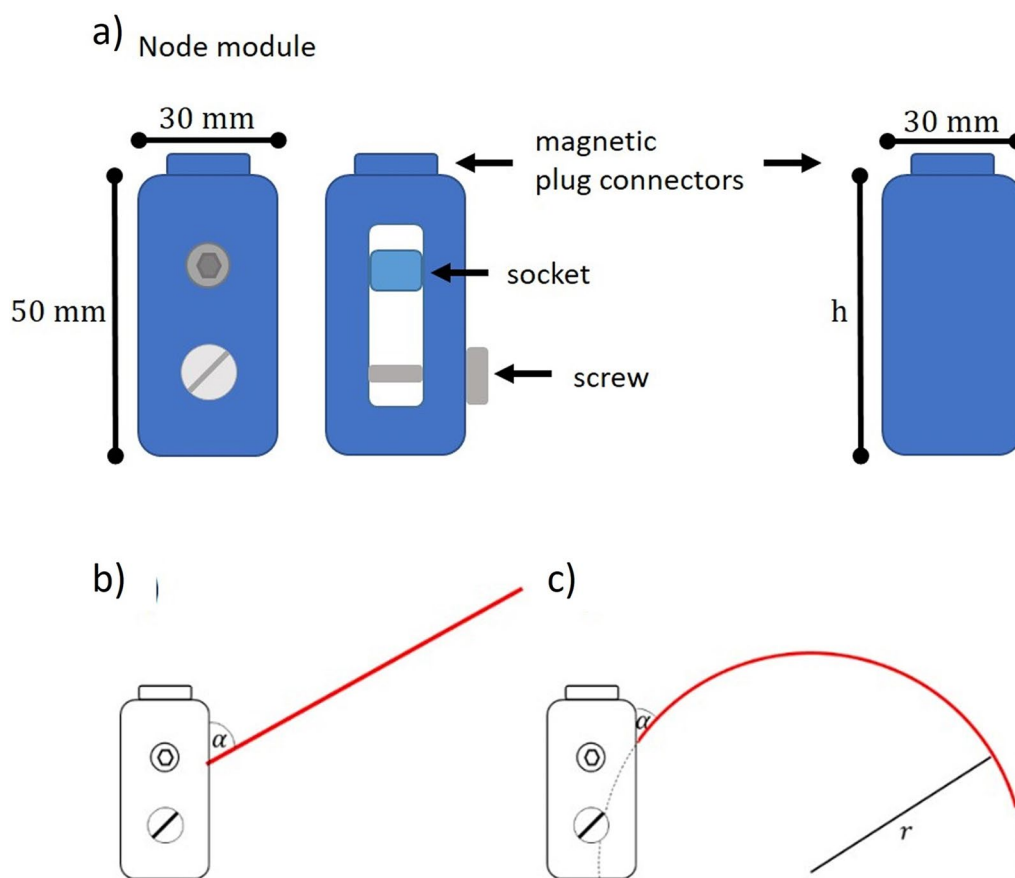 a) Node module
30 mm
30 mm
magnetic
plug connectors
socket
50 mm
h
screw
b)
)
c)
α
α
r